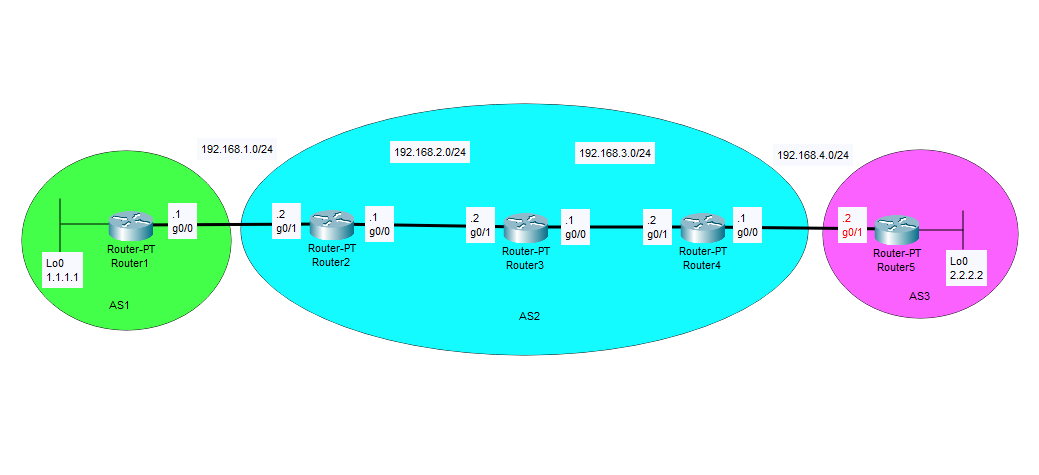 192.168.1.0/24
192.168.2.0/24
192.168.3.0/24
192.168.4.0/24
Lo0
1.1.1.1
Router-PT
Router1
.1
g0/0
AS1
.2
g0/1
Router-PT
Router2
.1
g0/0
.2
g0/1
Router-PT
Router3
.1
g0/0
.2
g0/1
Router-PT
Router4
.1
g0/0
AS2
.2
g0/1
Router-PT
Router5
Lo0
2.2.2.2
AS3